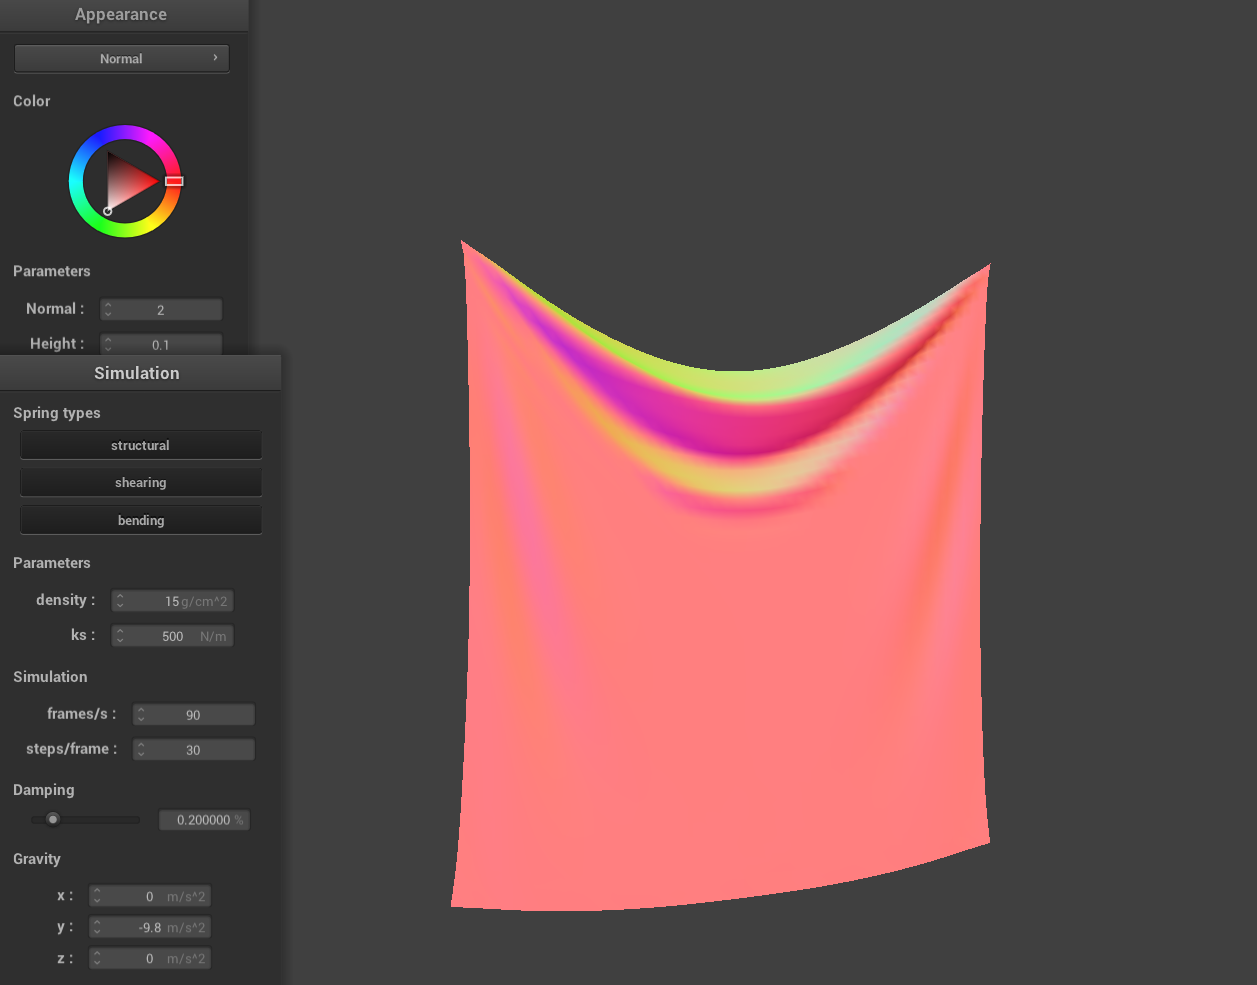 Appearance
Normal ›
Color
Parameters
Normal : 2
Height : 0.1
Simulation
Spring types
structural
shearing
bending
Parameters
density : 15 g/cm^2
ks : 500 N/m
Simulation
frames/s : 90
steps/frame : 30
Damping
0.200000 %
Gravity
x : 0 m/s^2
y : -9.8 m/s^2
z : 0 m/s^2